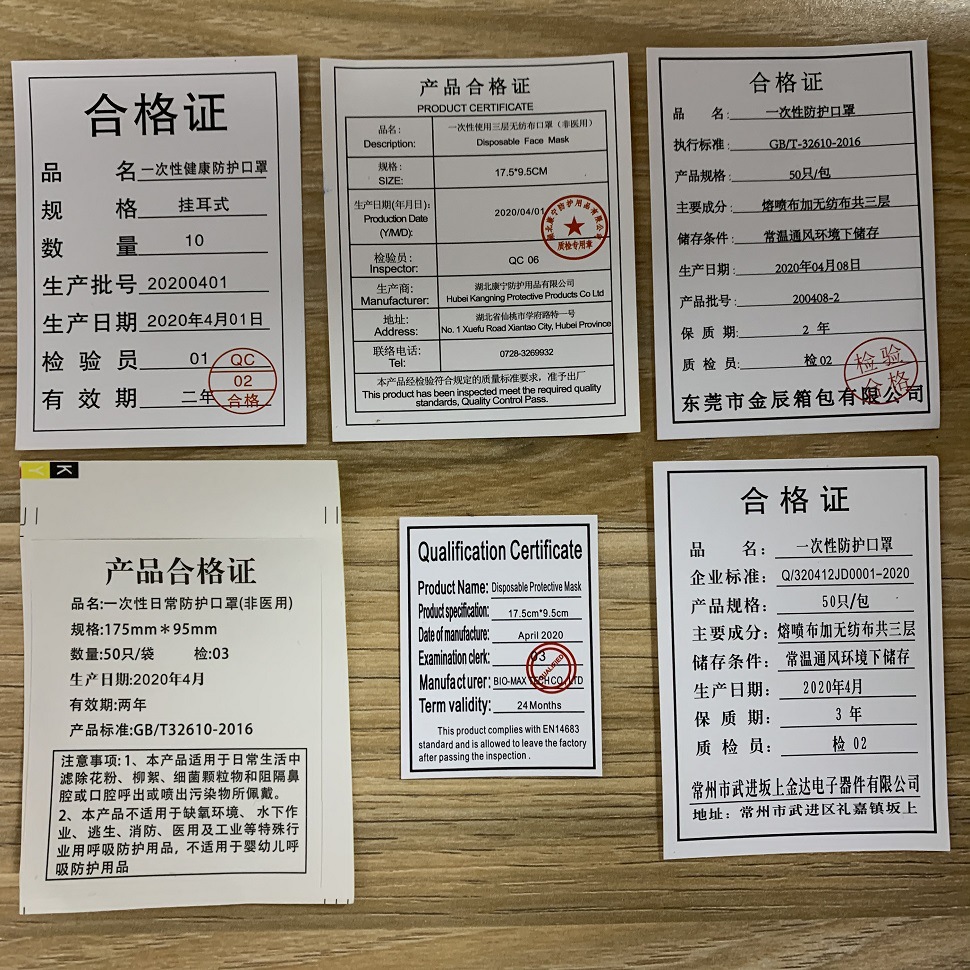 合格证
品 名 一次性健康防护口罩
规 格 挂耳式
数 量 10
生产批号 20200401
生产日期 2020年4月01日
检验员 01
有效期 二年
QC
02
合格
产品合格证
PRODUCT CERTIFICATE
品名: 一次性使用三层无纺布口罩（非医用）
Description: Disposable Face Mask
规格:
SIZE: 17.5*9.5CM
生产日期(年月日):
Production Date 2020/04/01
(Y/M/D):
检验员: QC 06
Inspector:
生产商: 湖北康宁防护用品有限公司
Manufacturer: Hubei Kangning Protective Products Co Ltd
地址: 湖北省仙桃市学府路特一号
Address: No. 1 Xuefu Road Xiantao City, Hubei Province
联络电话: 0728-3269932
Tel:
本产品经检验符合规定的质量标准要求，准予出厂
This product has been inspected meet the required quality
standards, Quality Control Pass.
湖北康宁防护用品有限公司
质检专用章
合格证
品 名: 一次性防护口罩
执行标准: GB/T-32610-2016
产品规格: 50只/包
主要成分: 熔喷布加无纺布共三层
储存条件: 常温通风环境下储存
生产日期: 2020年04月08日
产品批号: 200408-2
保 质 期: 2 年
质 检 员: 检 02
东莞市金辰箱包有限公司
检验
合格
K
Y
产品合格证
品名:一次性日常防护口罩(非医用)
规格:175mm＊95mm
数量:50只/袋 检:03
生产日期:2020年4月
有效期:两年
产品标准:GB/T32610-2016
注意事项:1、本产品适用于日常生活中
滤除花粉、柳絮、细菌颗粒物和阻隔鼻
腔或口腔呼出或喷出污染物所佩戴。
2、本产品不适用于缺氧环境、水下作
业、逃生、消防、医用及工业等特殊行
业用呼吸防护用品，不适用于婴幼儿呼
吸防护用品
Qualification Certificate
Product Name: Disposable Protective Mask
Product specification: 17.5cm*9.5cm
Date of manufacture: April 2020
Examination clerk: 03
Manufacturer: BIO-MAX TECH CO.,LTD
Term validity: 24 Months
This product complies with EN14683
standard and is allowed to leave the factory
after passing the inspection .
QUALIFIED
合格证
品 名: 一次性防护口罩
企业标准: Q/320412JD0001-2020
产品规格: 50只/包
主要成分: 熔喷布加无纺布共三层
储存条件: 常温通风环境下储存
生产日期: 2020年4月
保 质 期: 3 年
质 检 员: 检 02
常州市武进坂上金达电子器件有限公司
地址: 常州市武进区礼嘉镇坂上